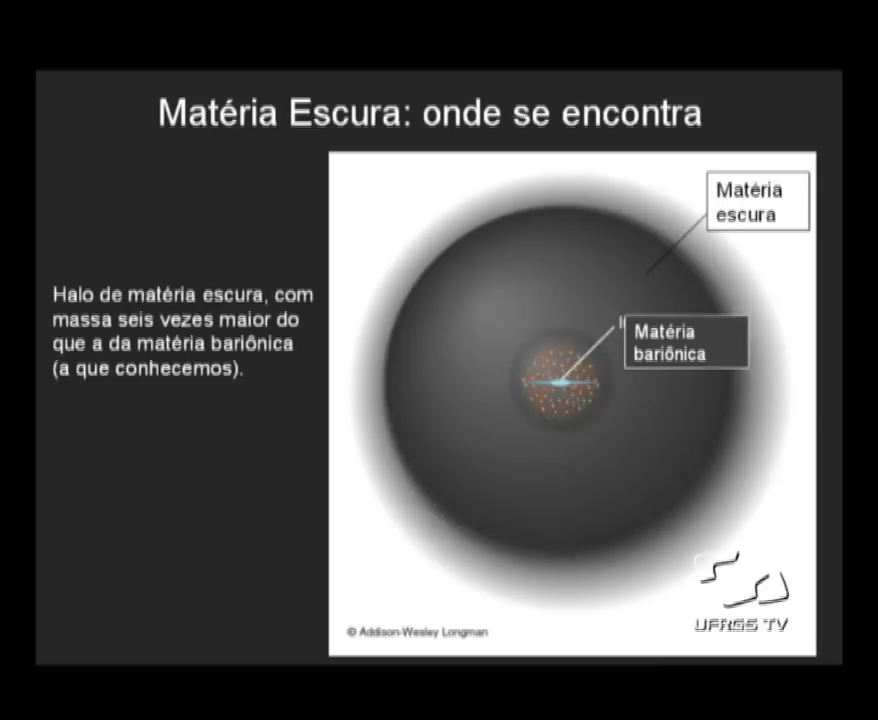 Matéria Escura: onde se encontra
Matéria
escura
Halo de matéria escura, com
massa seis vezes maior do
que a da matéria bariônica
(a que conhecemos).
Matéria
bariônica
© Addison-Wesley Longman
UFRGS TV